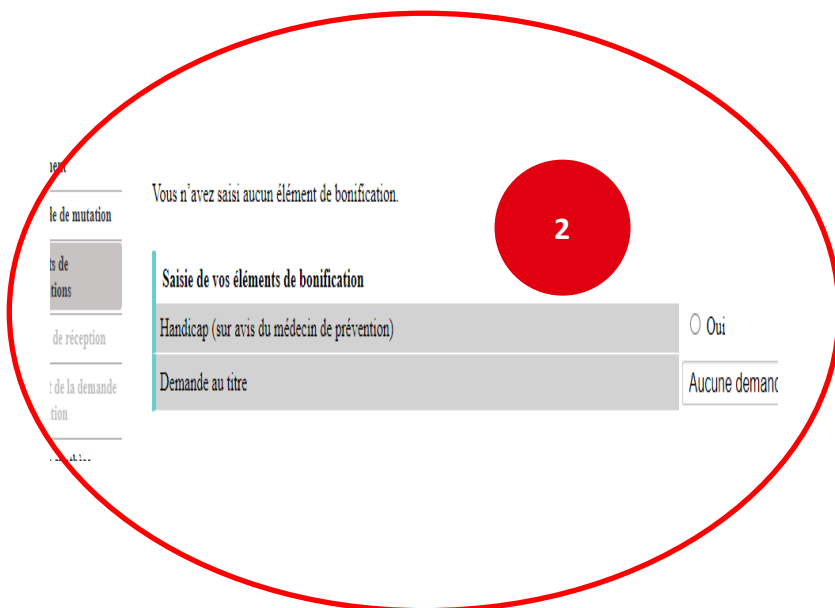 le de mutation
ts de
tions
de réception
t de la demande
tion
Vous n’avez saisi aucun élément de bonification.
2
Saisie de vos éléments de bonification
Handicap (sur avis du médecin de prévention)
Oui
Demande au titre
Aucune demand